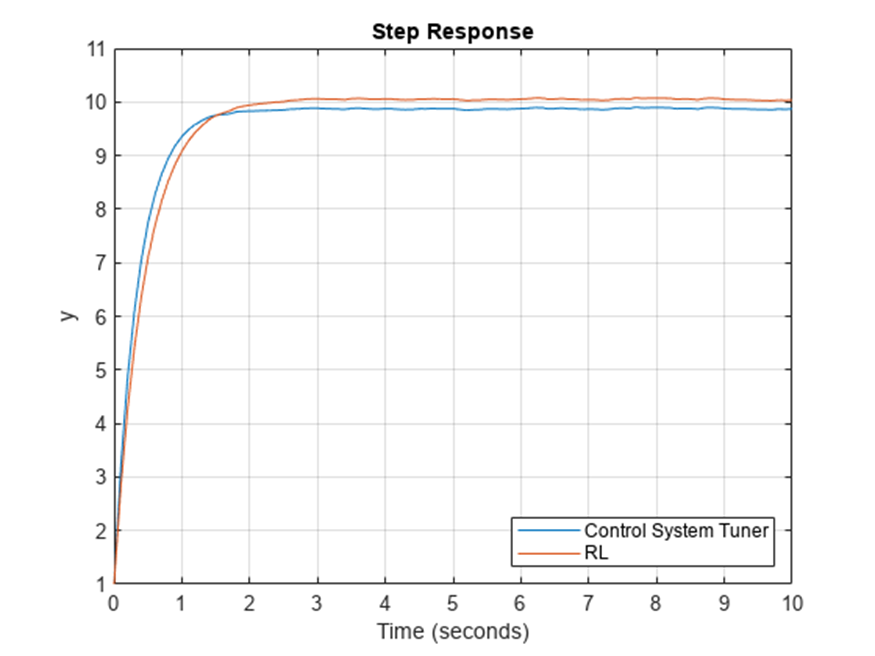 Step Response
11
10
9
8
7
6
5
4
3
2
1
y
Control System Tuner
RL
0 1 2 3 4 5 6 7 8 9 10
Time (seconds)